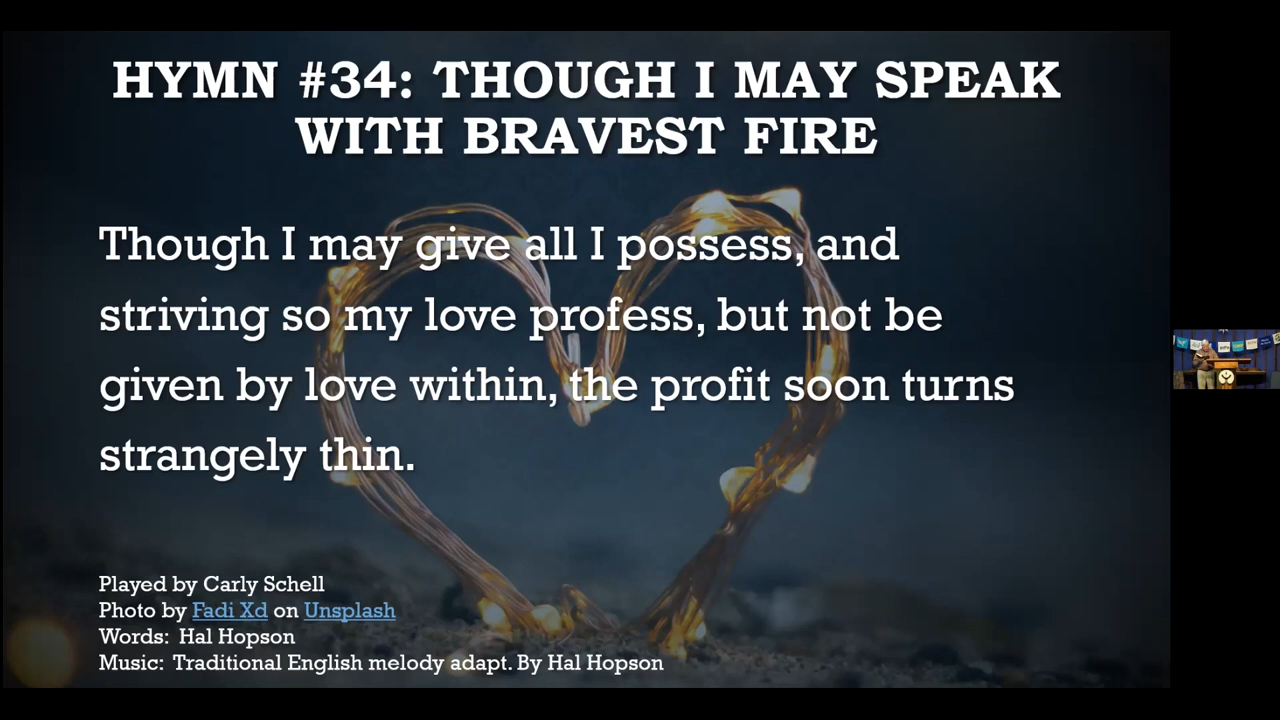 HYMN #34: THOUGH I MAY SPEAK
WITH BRAVEST FIRE
Though I may give all I possess, and
striving so my love profess, but not be
given by love within, the profit soon turns
strangely thin.
Played by Carly Schell
Photo by Fadi Xd on Unsplash
Words: Hal Hopson
Music: Traditional English melody adapt. By Hal Hopson